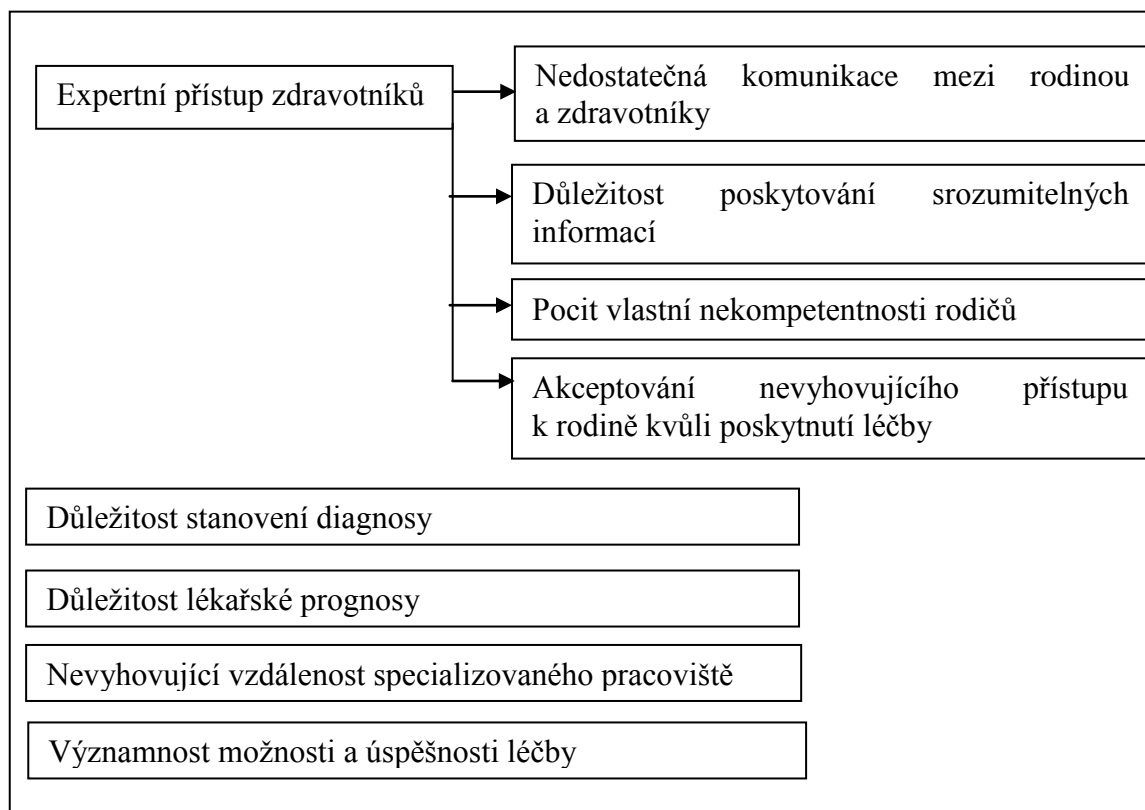 Expertní přístup zdravotníků
Nedostatečná komunikace mezi rodinou
a zdravotníky
Důležitost poskytování srozumitelných
informací
Pocit vlastní nekompetentnosti rodičů
Akceptování nevyhovujícího přístupu
k rodině kvůli poskytnutí léčby
Důležitost stanovení diagnosy
Důležitost lékařské prognosy
Nevyhovující vzdálenost specializovaného pracoviště
Významnost možnosti a úspěšnosti léčby